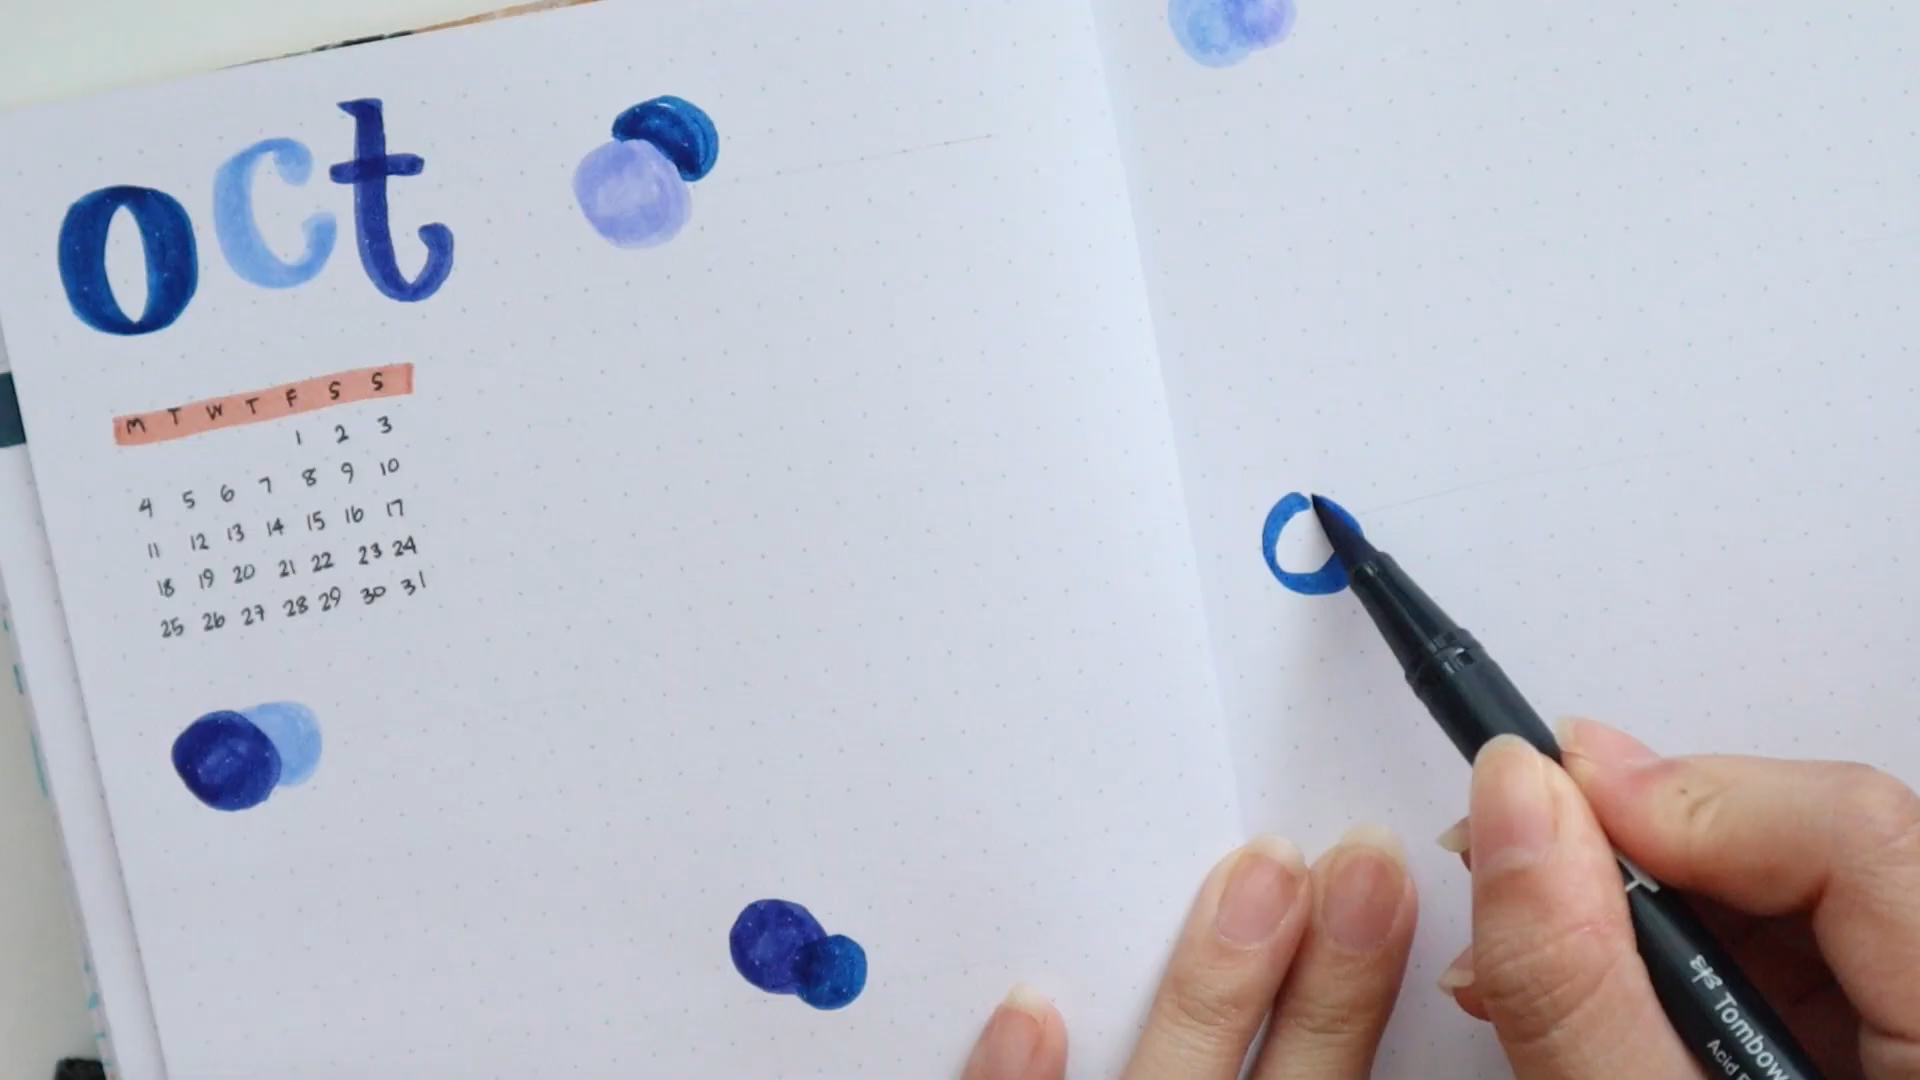 oct
M T W T F S S
1 2 3
4 5 6 7 8 9 10
11 12 13 14 15 16 17
18 19 20 21 22 23 24
25 26 27 28 29 30 31
Tombow
Acid